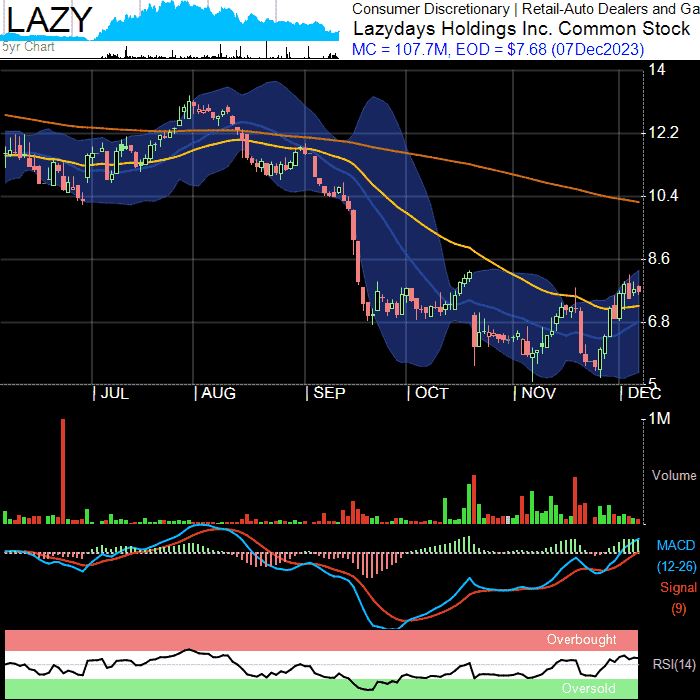 LAZY
5yr Chart
Consumer Discretionary | Retail-Auto Dealers and Ga
Lazydays Holdings Inc. Common Stock
MC = 107.7M, EOD = $7.68 (07Dec2023)
14
12.2
10.4
8.6
6.8
5
| JUL | AUG | SEP | OCT | NOV | DEC
1M
Volume
MACD
(12-26)
Signal
(9)
Overbought
RSI(14)
Oversold